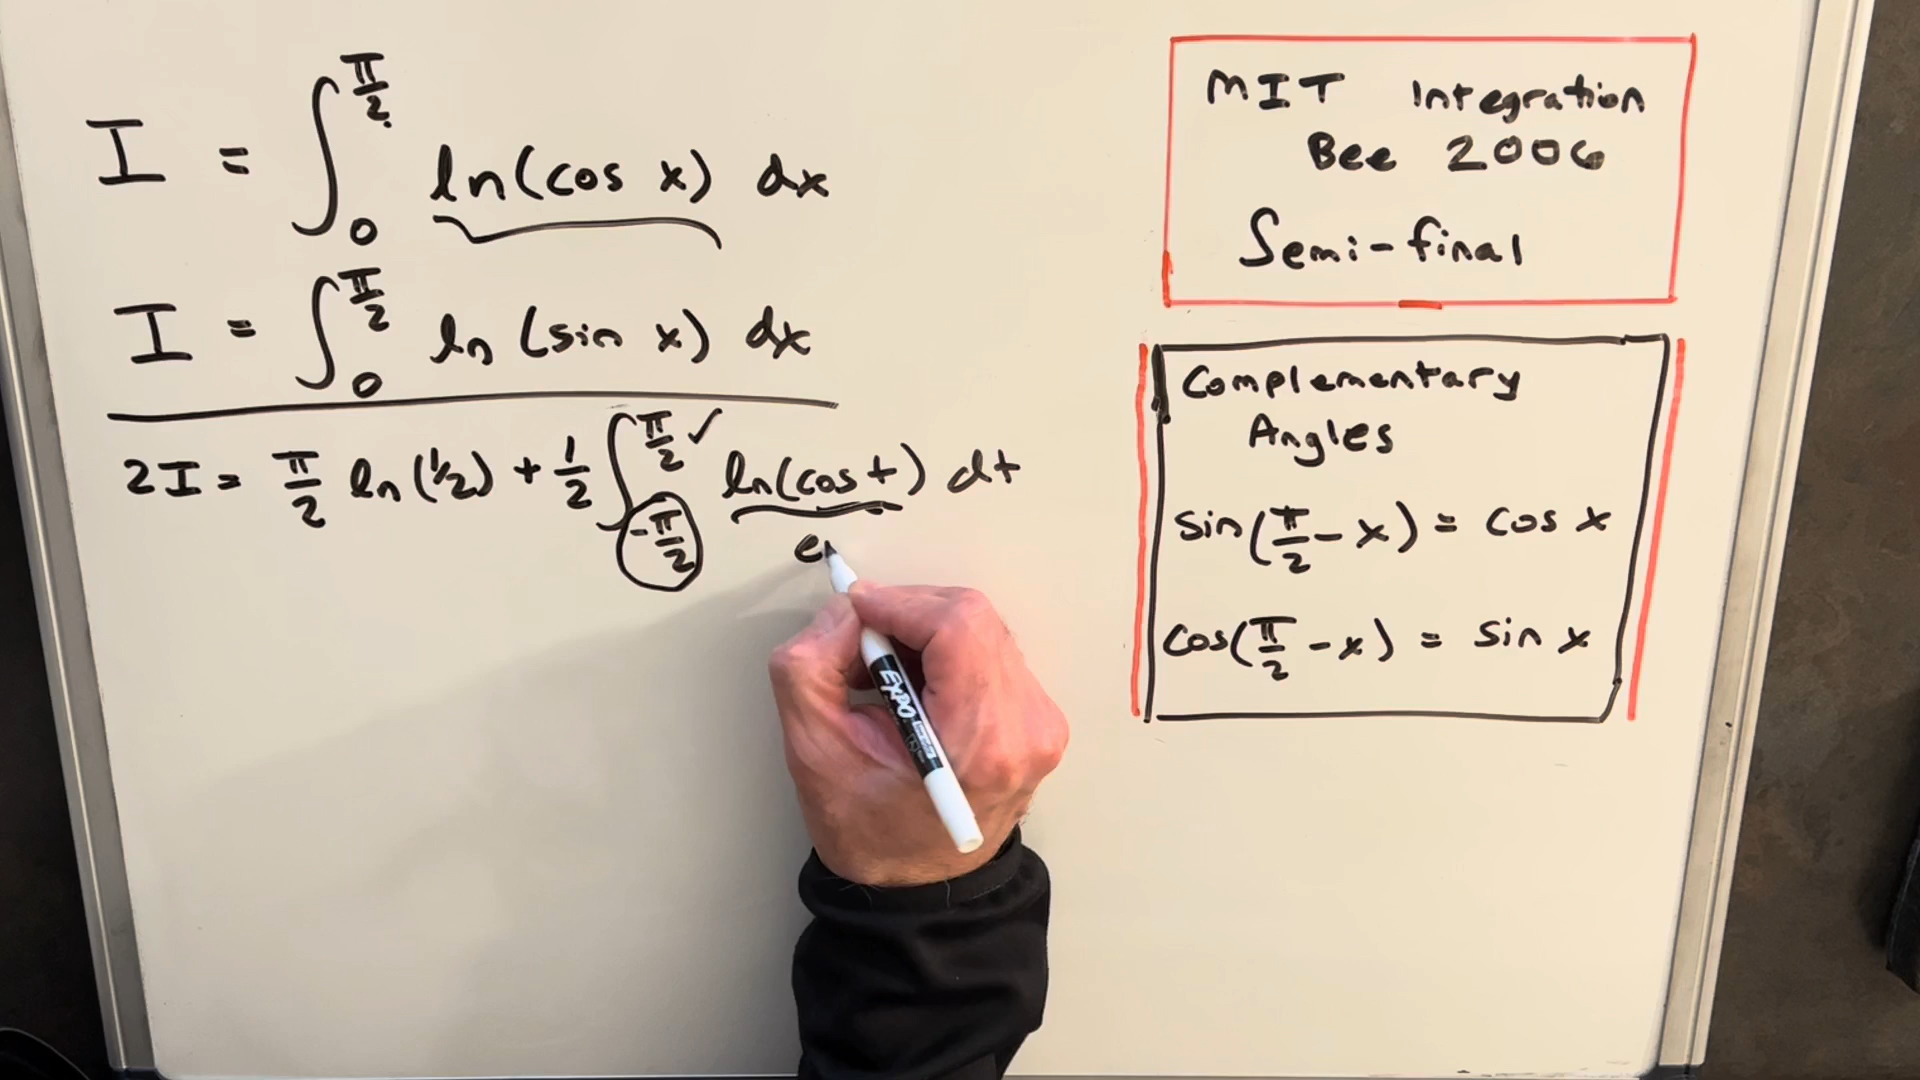 I = ∫₀^(π/2) ln(cos x) dx
I = ∫₀^(π/2) ln(sin x) dx
2I = π/2 ln(1/2) + 1/2 ∫_(-π/2)^(π/2) ✓ ln(cos t) dt
MIT Integration
Bee 2006
Semi-final
Complementary
Angles
sin(π/2 - x) = cos x
cos(π/2 - x) = sin x
EXPO